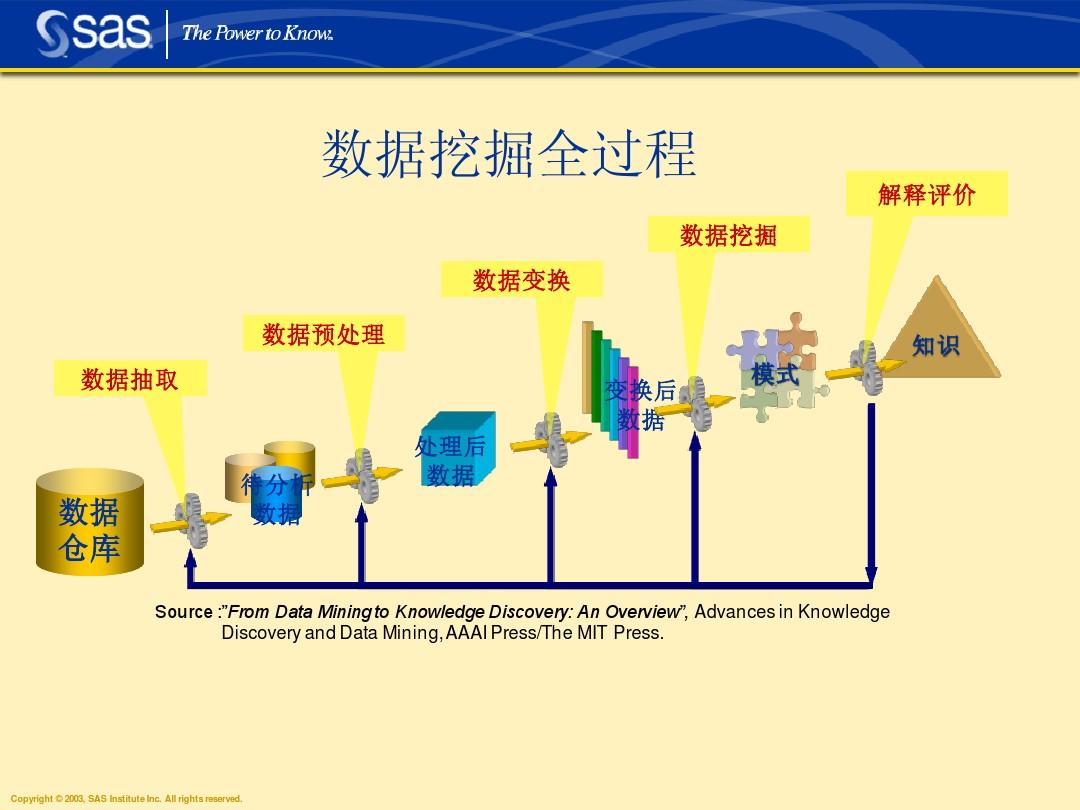 sas
The Power to Know.
数据挖掘全过程
解释评价
数据挖掘
数据变换
数据预处理
数据抽取
知识
模式
变换后
数据
处理后
数据
待分析
数据
数据
仓库
Source :”From Data Mining to Knowledge Discovery: An Overview”, Advances in Knowledge
Discovery and Data Mining, AAAI Press/The MIT Press.
Copyright © 2003, SAS Institute Inc. All rights reserved.